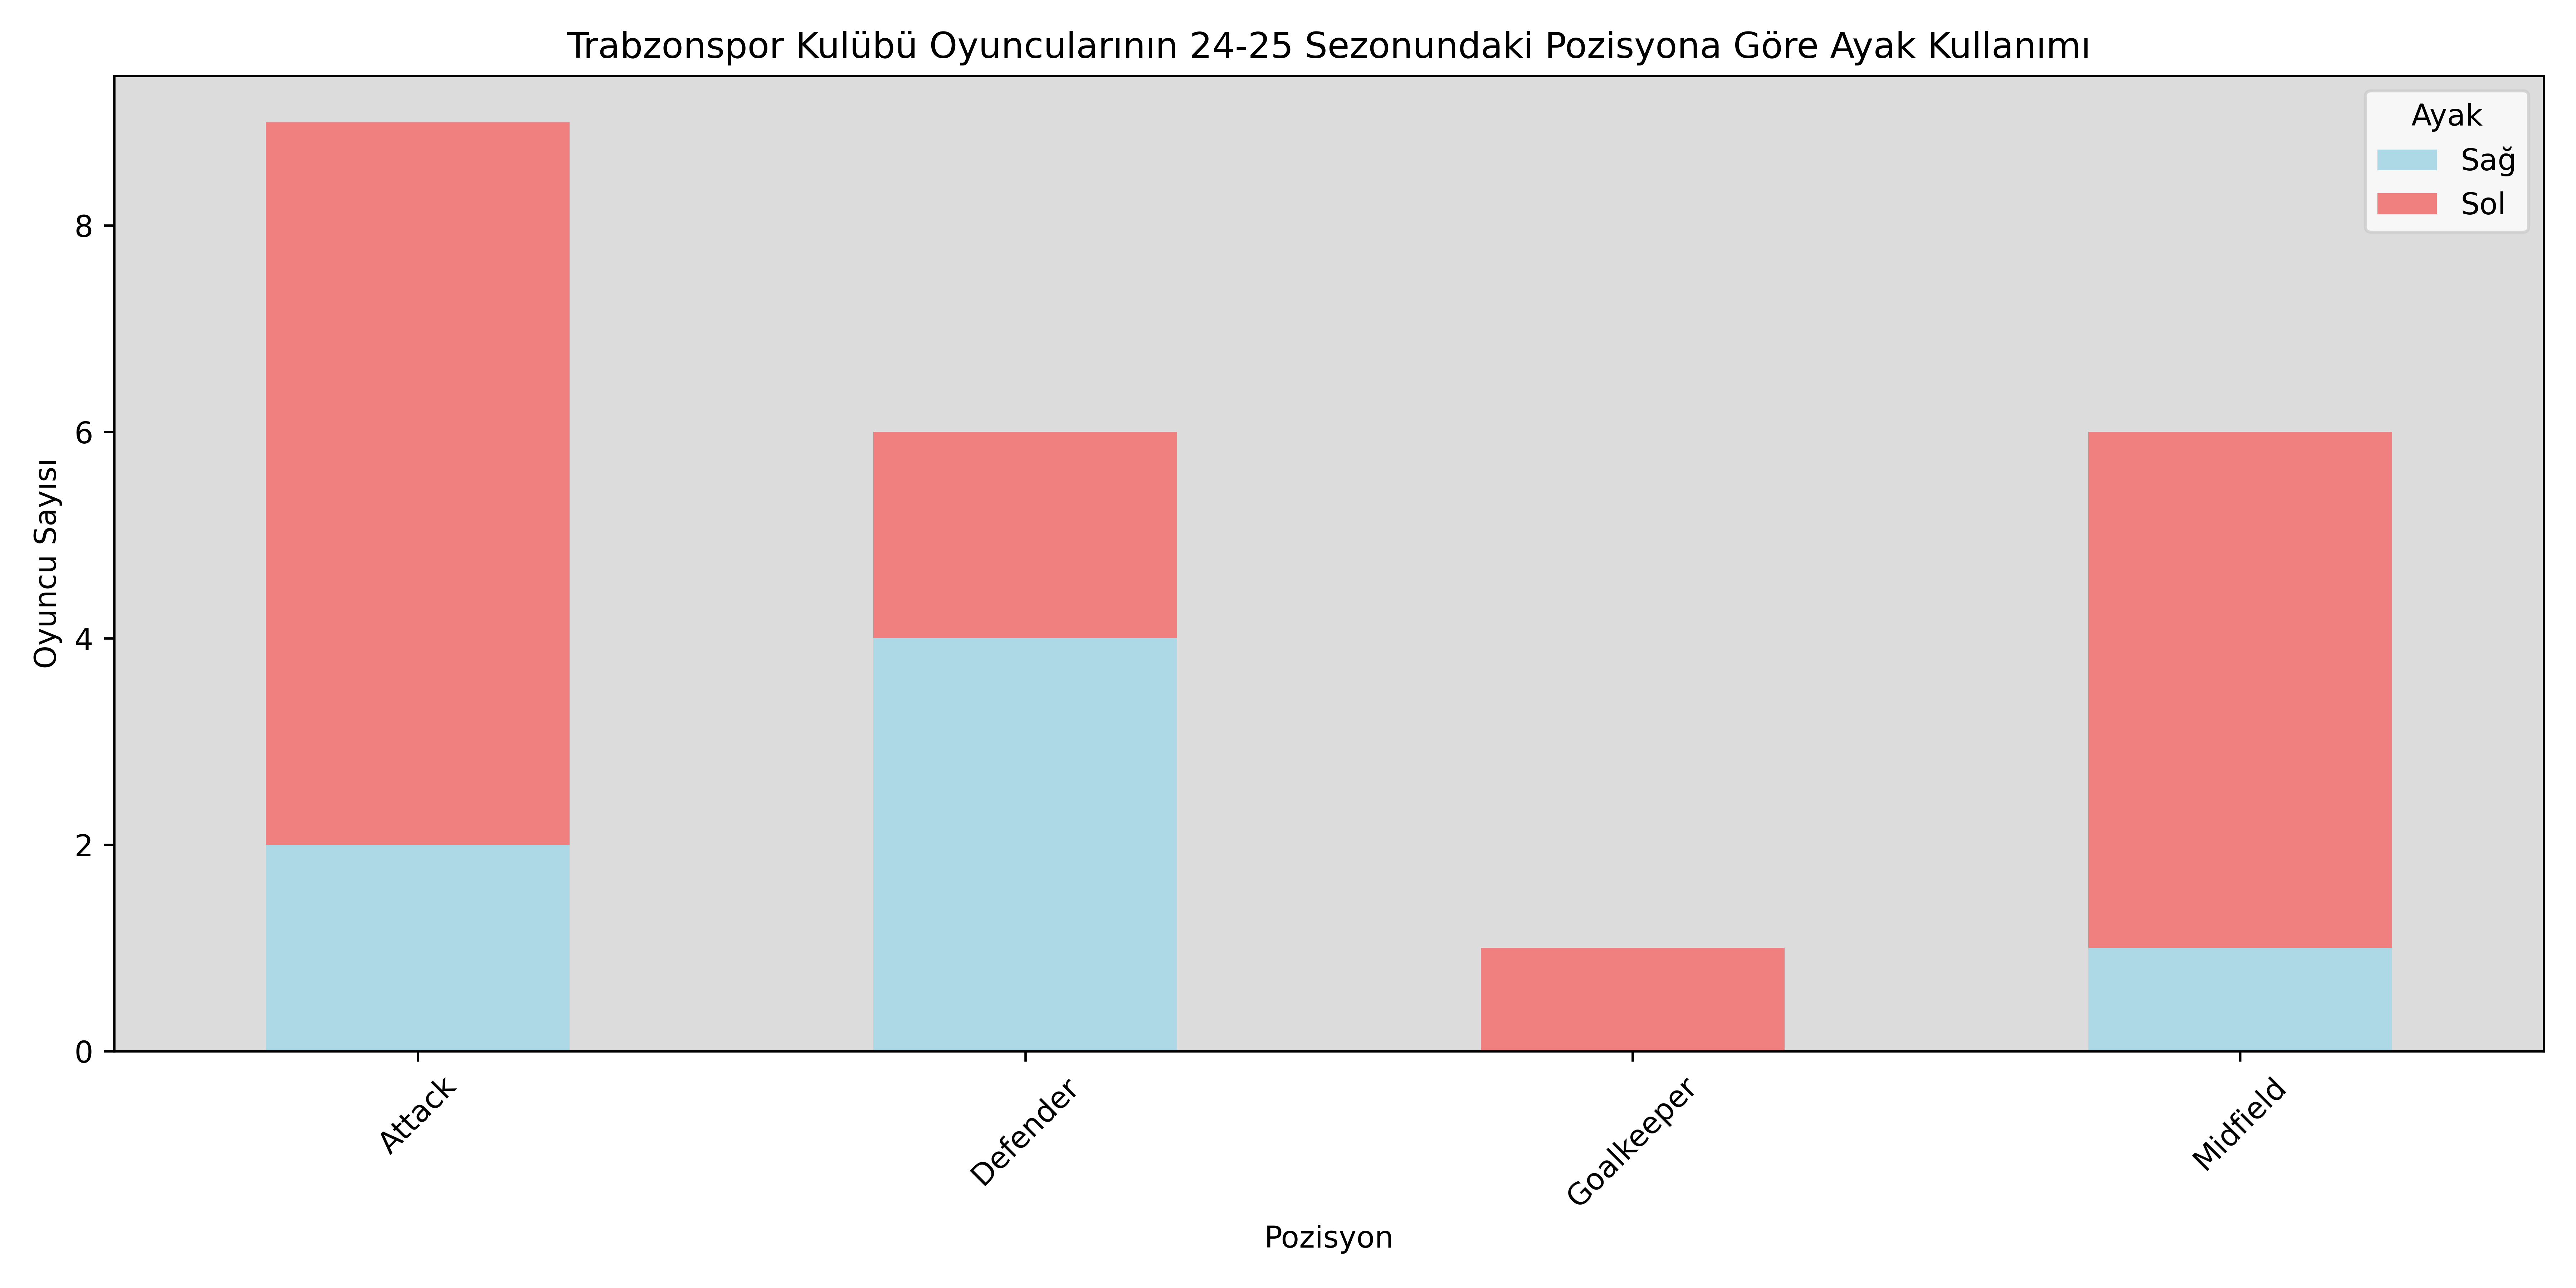 Trabzonspor Kulübü Oyuncularının 24-25 Sezonundaki Pozisyona Göre Ayak Kullanımı
Ayak
Sağ
Sol
Oyuncu Sayısı
8
6
4
2
0
Attack
Defender
Goalkeeper
Midfield
Pozisyon